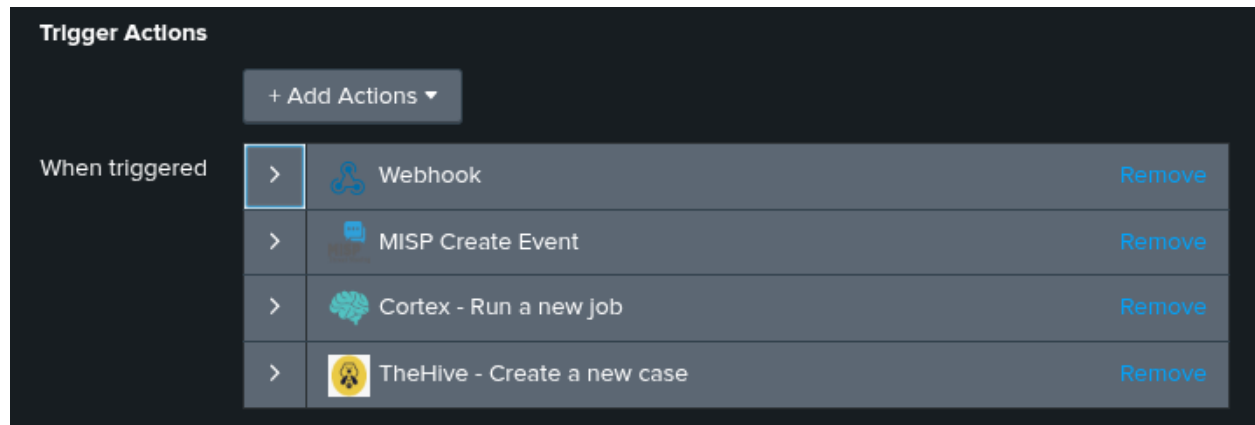 Trigger Actions
+ Add Actions
When triggered
Webhook Remove
MISP Create Event Remove
Cortex - Run a new job Remove
TheHive - Create a new case Remove